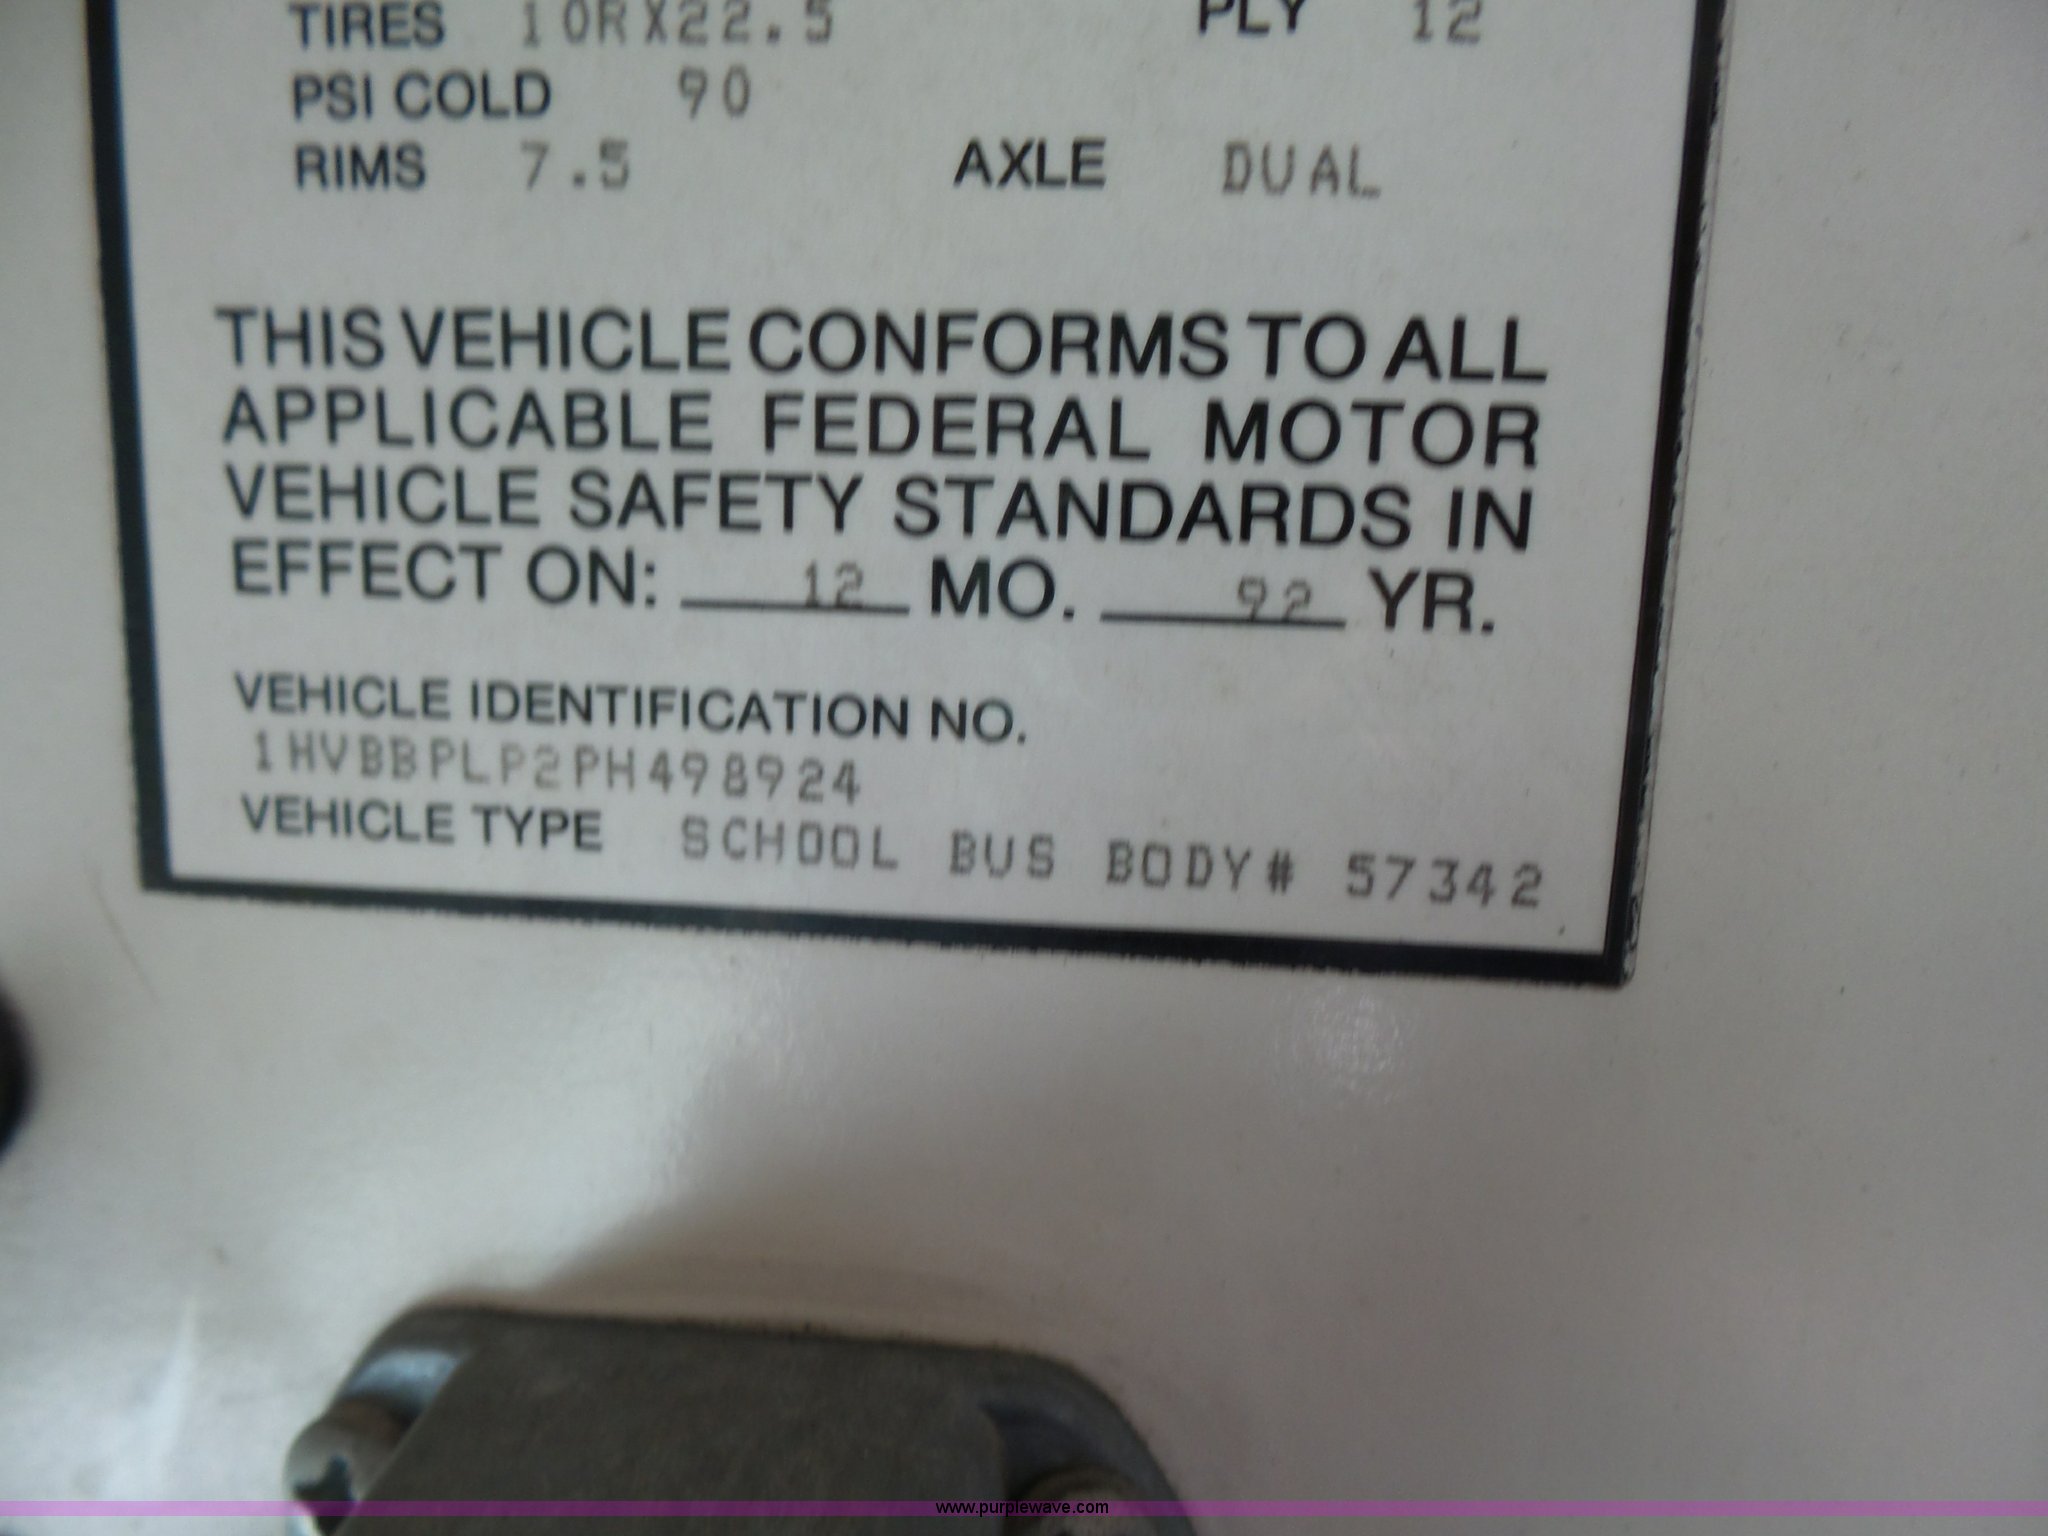 TIRES 10RX22.5 PLY 12
PSI COLD 90
RIMS 7.5 AXLE DUAL
THIS VEHICLE CONFORMS TO ALL
APPLICABLE FEDERAL MOTOR
VEHICLE SAFETY STANDARDS IN
EFFECT ON: 12 MO. 92 YR.
VEHICLE IDENTIFICATION NO.
1HVBBPLP2PH498924
VEHICLE TYPE SCHOOL BUS BODY# 57342
www.purplewave.com